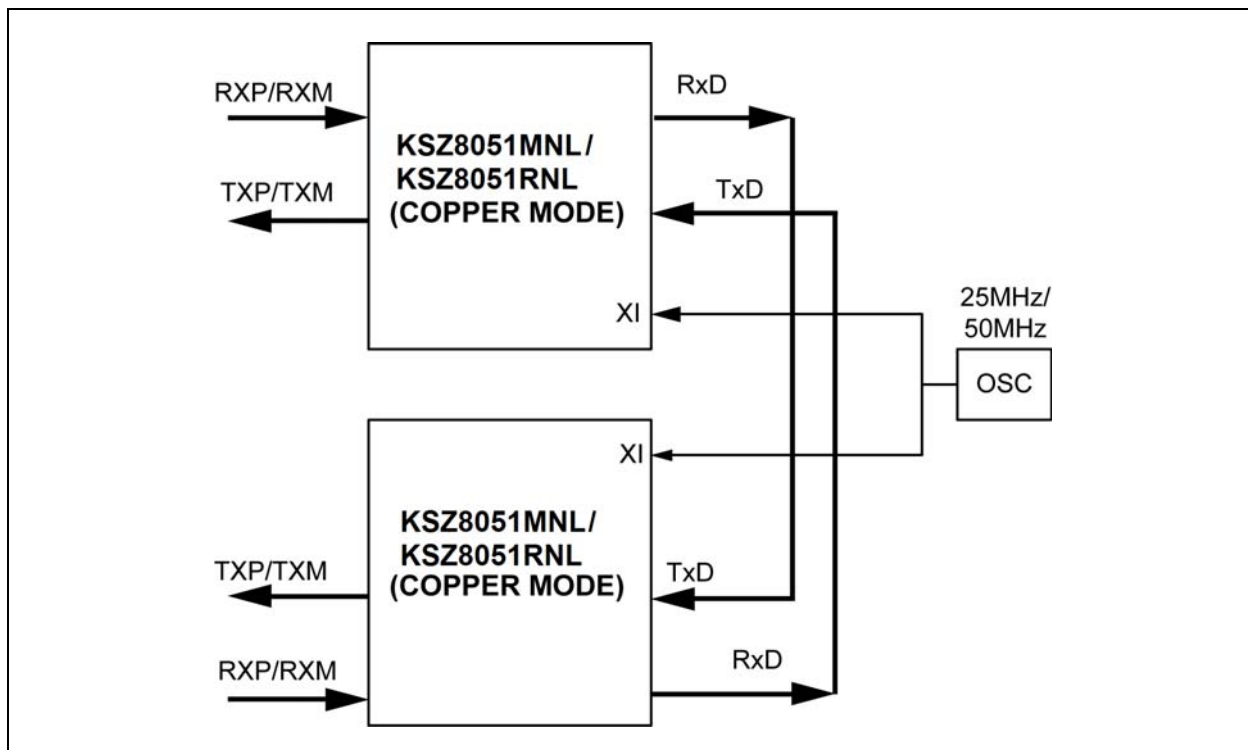 RXP/RXM
RxD
KSZ8051MNL/
KSZ8051RNL
(COPPER MODE)
TXP/TXM
TxD
XI
25MHz/
50MHz
OSC
XI
KSZ8051MNL/
KSZ8051RNL
(COPPER MODE)
TXP/TXM
TxD
RXP/RXM
RxD